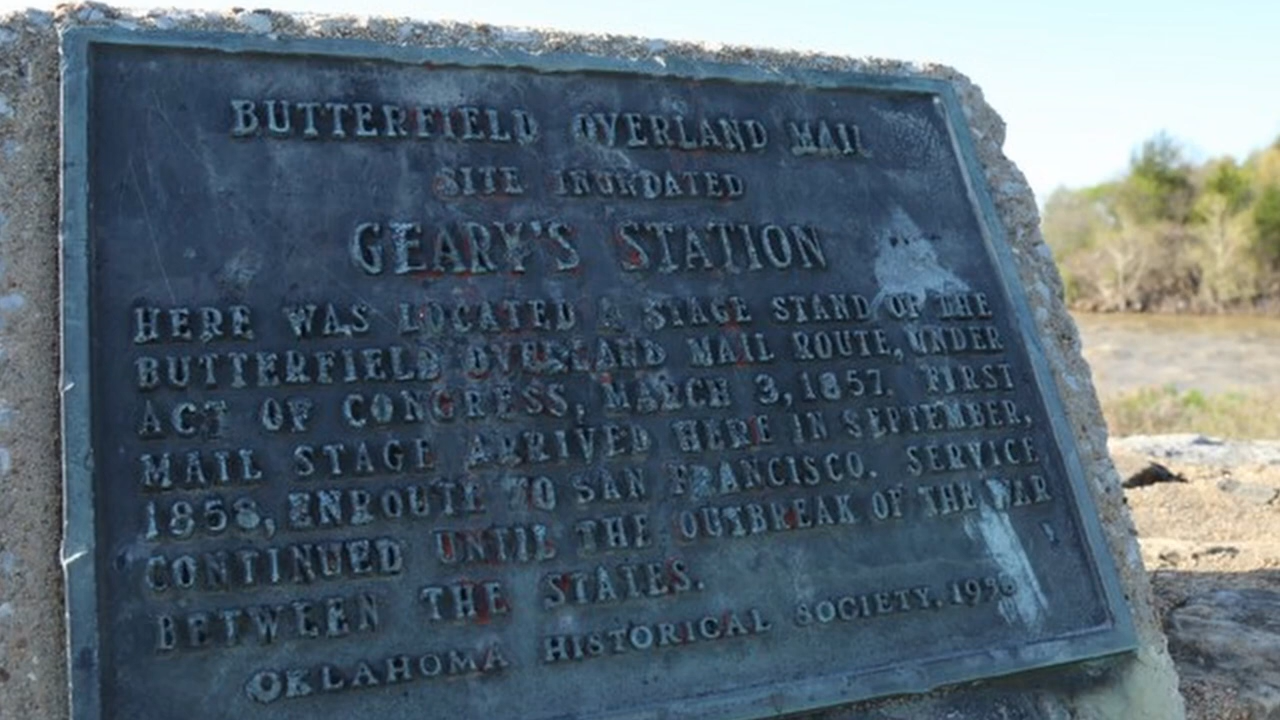 BUTTERFIELD OVERLAND MAIL
SITE INUNDATED
GEARY'S STATION
HERE WAS LOCATED A STAGE STAND OF THE
BUTTERFIELD OVERLAND MAIL ROUTE, UNDER
ACT OF CONGRESS, MARCH 3, 1857. FIRST
MAIL STAGE ARRIVED HERE IN SEPTEMBER,
1858, ENROUTE TO SAN FRANCISCO. SERVICE
CONTINUED UNTIL THE OUTBREAK OF THE WAR
BETWEEN THE STATES.
OKLAHOMA HISTORICAL SOCIETY, 1958